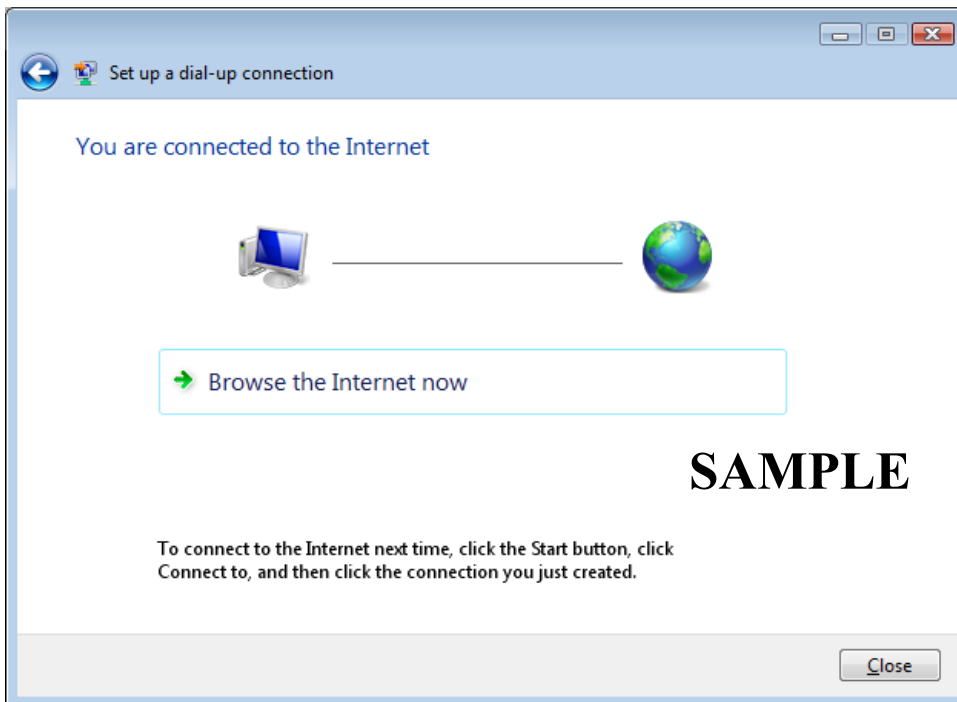 Set up a dial-up connection
You are connected to the Internet
Browse the Internet now
SAMPLE
To connect to the Internet next time, click the Start button, click
Connect to, and then click the connection you just created.
Close